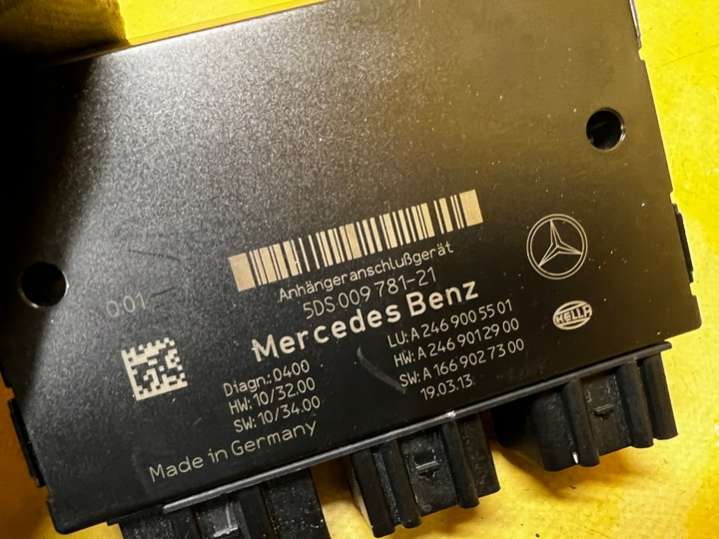 Anhängeranschlußgerät
5DS 009 781-21
Mercedes Benz
0.01
Diagn.: 0400
HW: 10/32.00
SW: 10/34.00
Made in Germany
LU: A 246 900 55 01
HW: A 246 901 29 00
SW: A 166 902 73 00
19.03.13
HELLA